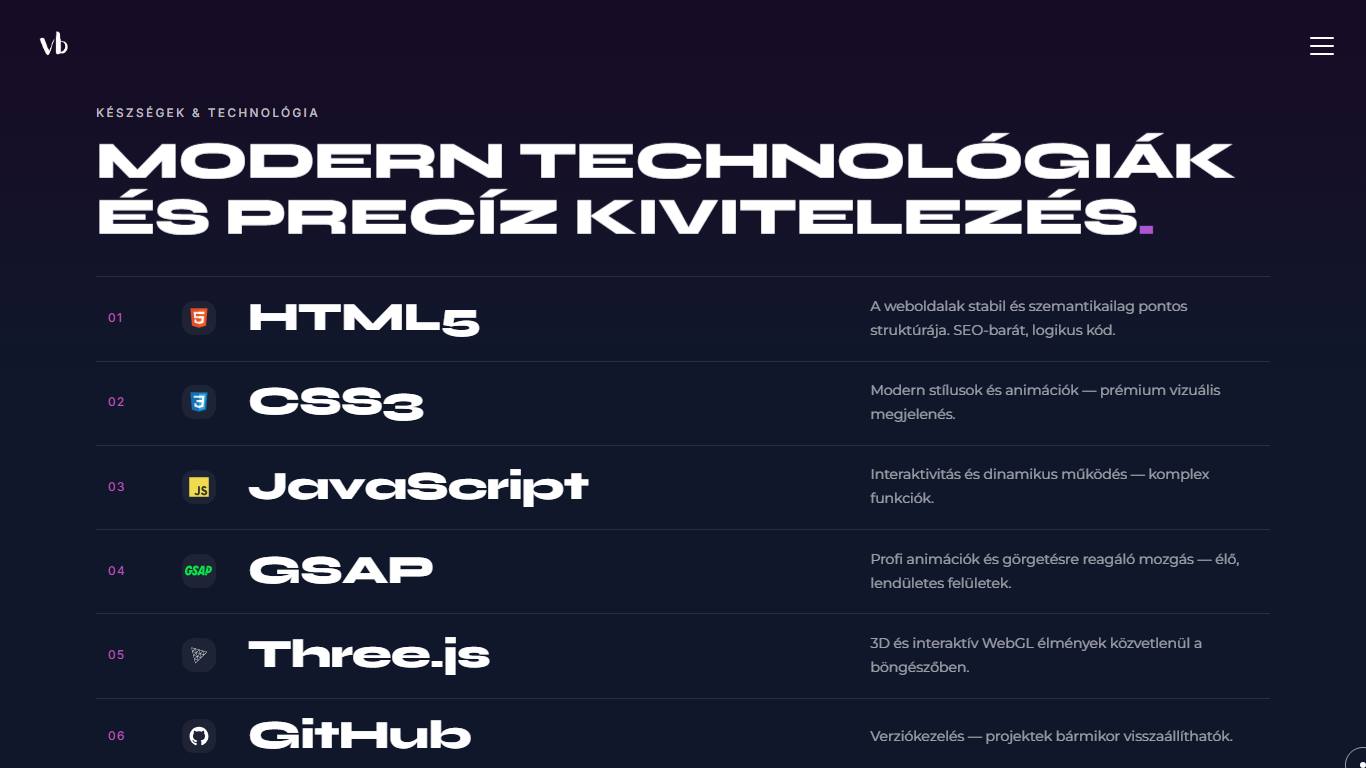 vb
KÉSZSÉGEK & TECHNOLÓGIA
MODERN TECHNOLÓGIÁK
ÉS PRECÍZ KIVITELEZÉS.
01
5
HTML5
A weboldalak stabil és szemantikailag pontos
struktúrája. SEO-barát, logikus kód.
02
3
CSS3
Modern stílusok és animációk — prémium vizuális
megjelenés.
03
JS
JavaScript
Interaktivitás és dinamikus működés — komplex
funkciók.
04
GSAP
GSAP
Profi animációk és görgetésre reagáló mozgás — élő,
lendületes felületek.
05
Three.js
3D és interaktív WebGL élmények közvetlenül a
böngészőben.
06
GitHub
Verziókezelés — projektek bármikor visszaállíthatók.